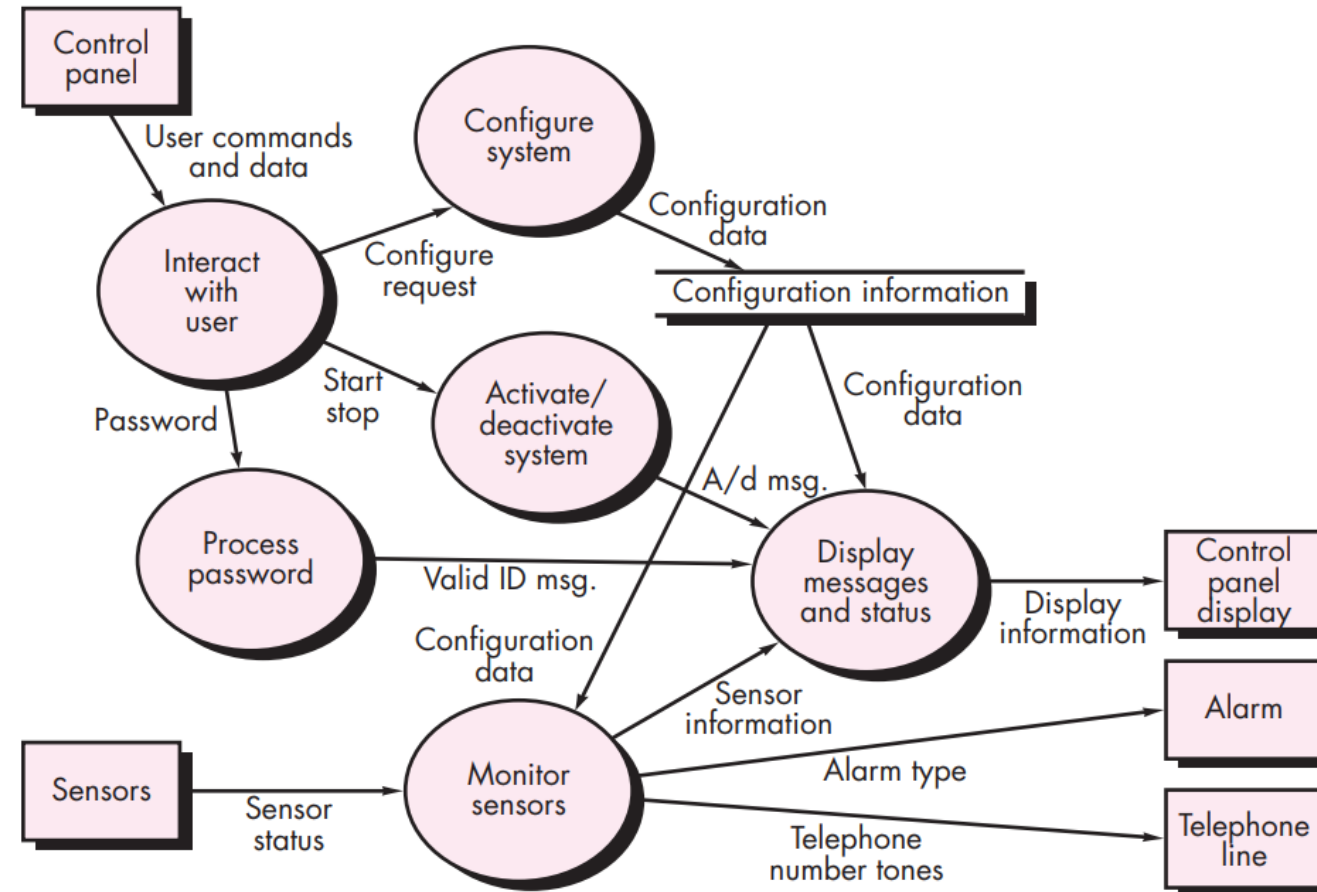 Control
panel
User commands
and data
Configure
system
Interact
with
user
Configure
request
Configuration
data
Configuration information
Password
Start
stop
Activate/
deactivate
system
Configuration
data
A/d msg.
Process
password
Valid ID msg.
Display
messages
and status
Display
information
Control
panel
display
Configuration
data
Sensor
information
Alarm
Sensors
Sensor
status
Monitor
sensors
Alarm type
Telephone
number tones
Telephone
line